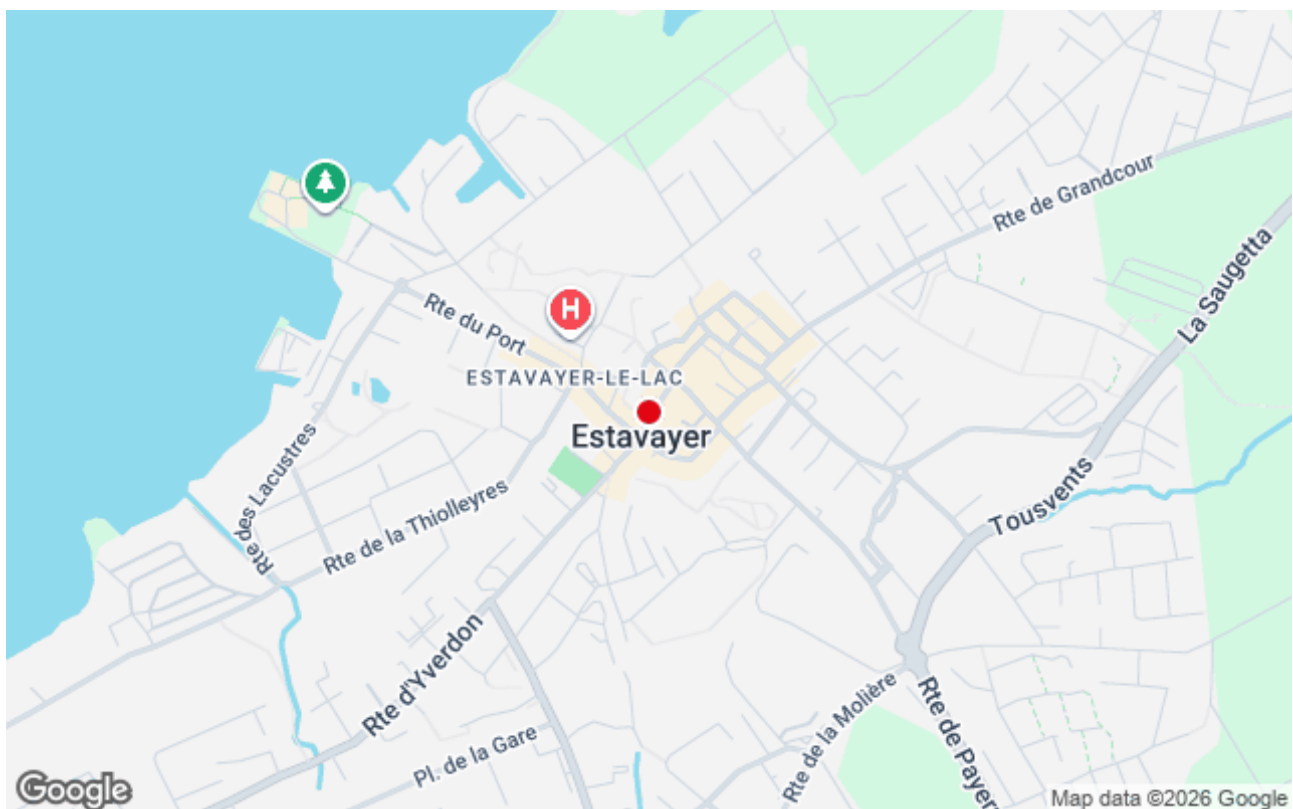 Rte de Grandcour
La Saugetta
Rte du Port
H
ESTAVAYER-LE-LAC
Estavayer
Rte des Lacustres
Rte de la Thiolleyres
Tousvents
Rte d'Yverdon
Rte de la Molière
Rte de Payer
Pl. de la Gare
Google
Map data ©2026 Google